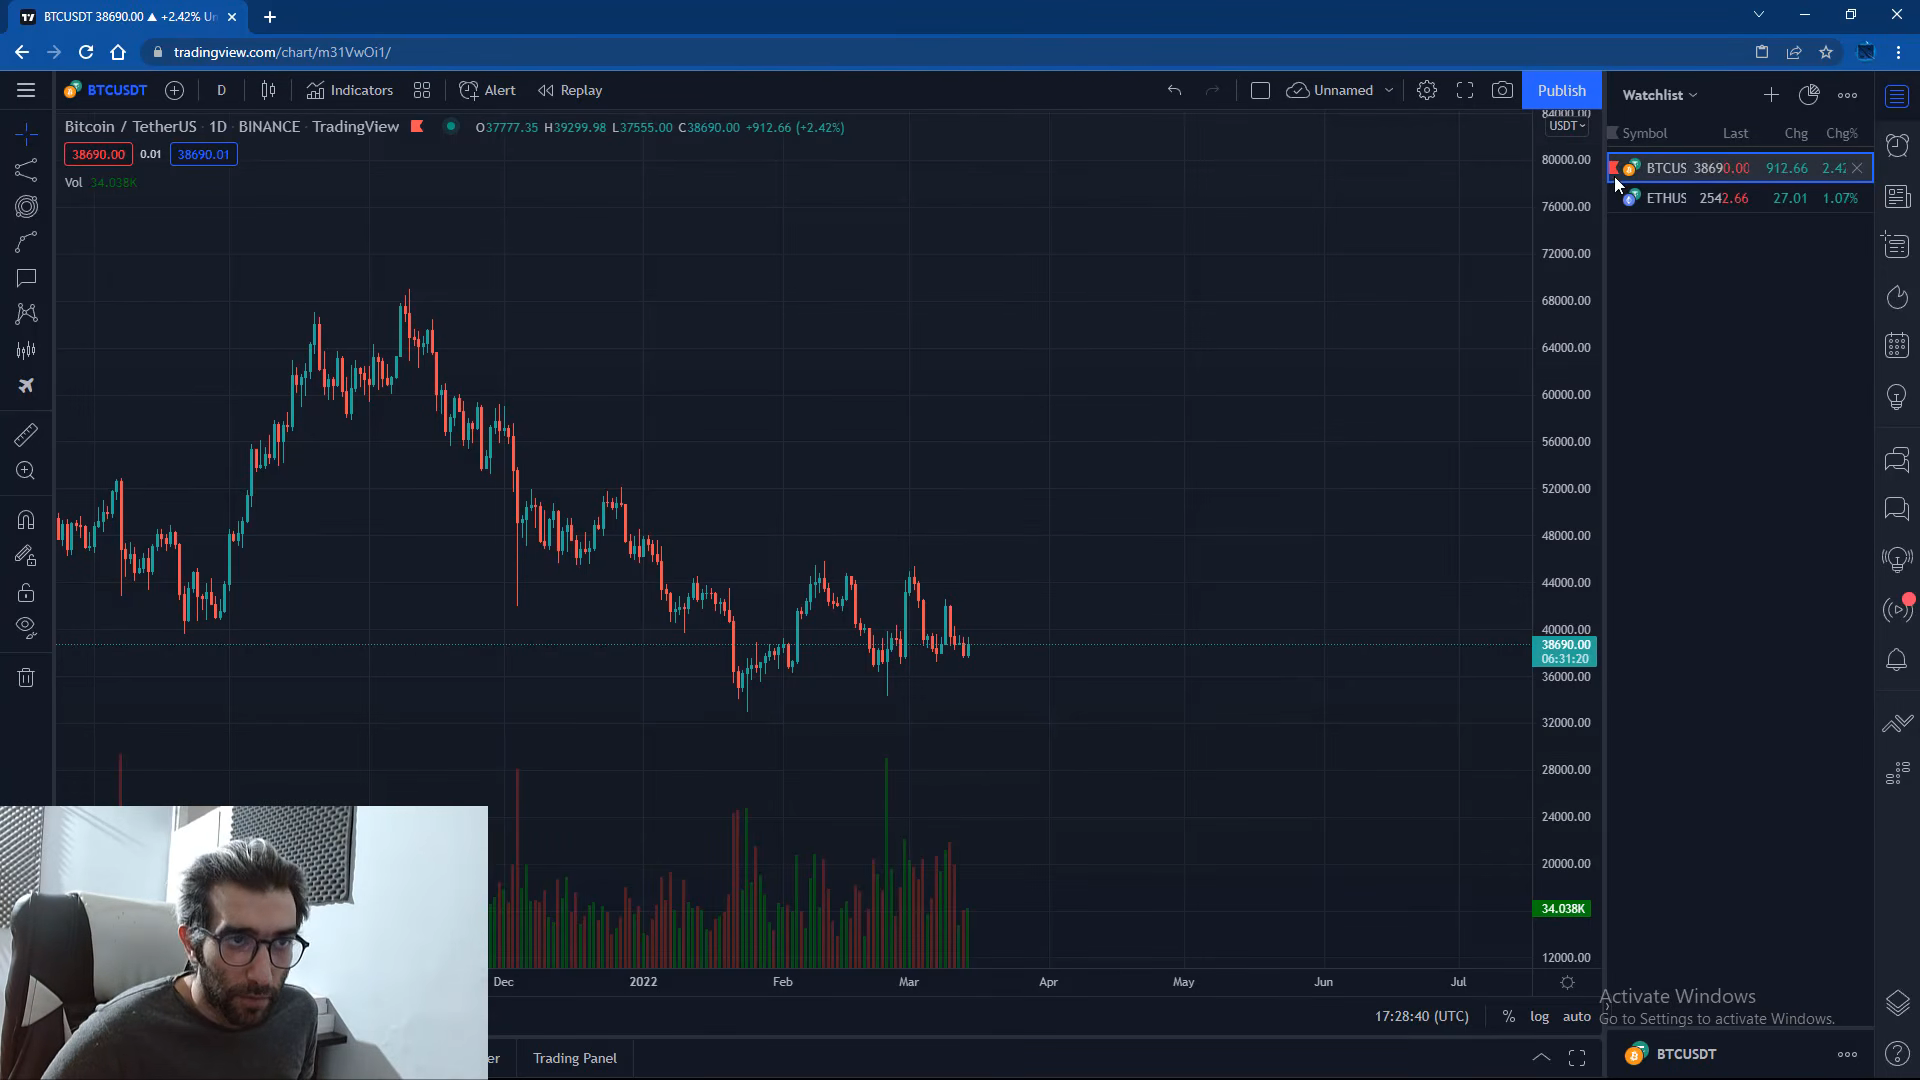 BTCUSDT 38690.00 ▲ +2.42% Un
tradingview.com/chart/m31VwOi1/
BTCUSDT D Indicators Alert Replay Unnamed Publish
Bitcoin / TetherUS · 1D · BINANCE · TradingView O37777.35 H39299.98 L37555.00 C38690.00 +912.66 (+2.42%)
38690.00 0.01 38690.01
Vol 34.038K
84000.00
USDT
80000.00
76000.00
72000.00
68000.00
64000.00
60000.00
56000.00
52000.00
48000.00
44000.00
40000.00
38690.00
06:31:20
36000.00
32000.00
28000.00
24000.00
20000.00
34.038K
12000.00
Dec 2022 Feb Mar Apr May Jun Jul
17:28:40 (UTC) % log auto
er Trading Panel
Watchlist
Symbol Last Chg Chg%
BTCUS 38690.00 912.66 2.42
ETHUS 2542.66 27.01 1.07%
Activate Windows
Go to Settings to activate Windows.
BTCUSDT